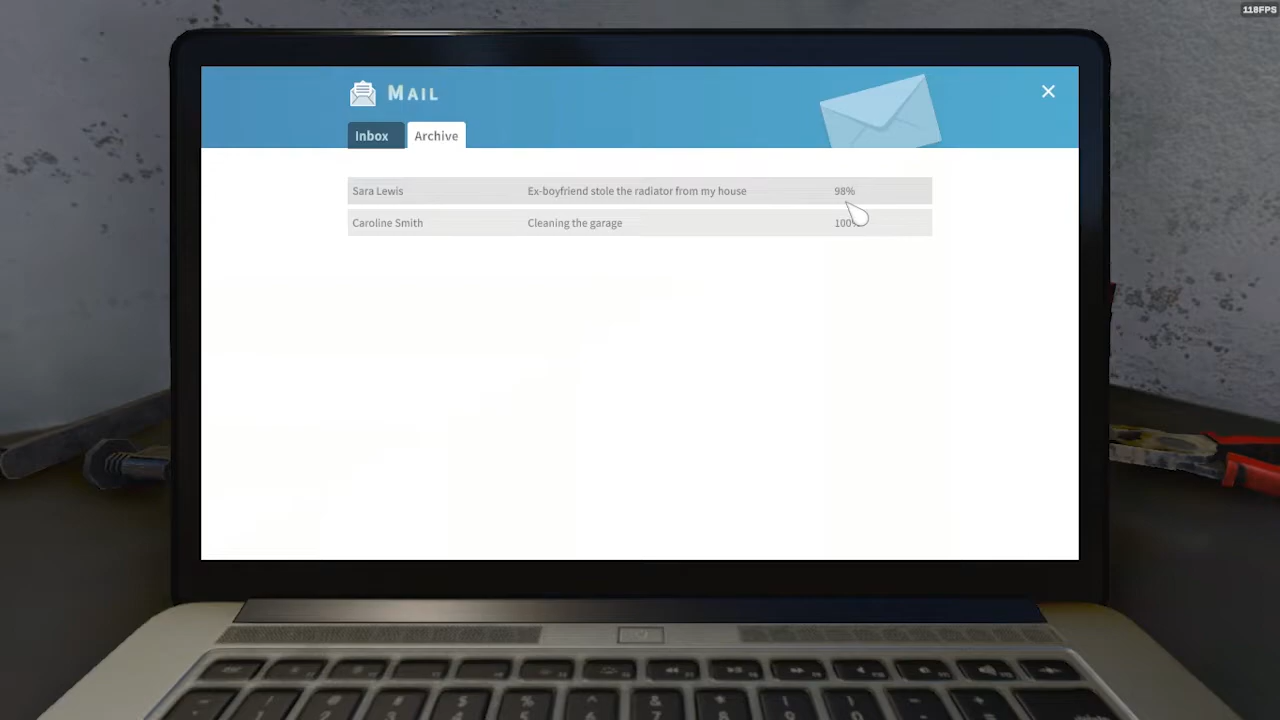 118FPS
MAIL
Inbox Archive
Sara Lewis Ex-boyfriend stole the radiator from my house 98%
Caroline Smith Cleaning the garage 100%